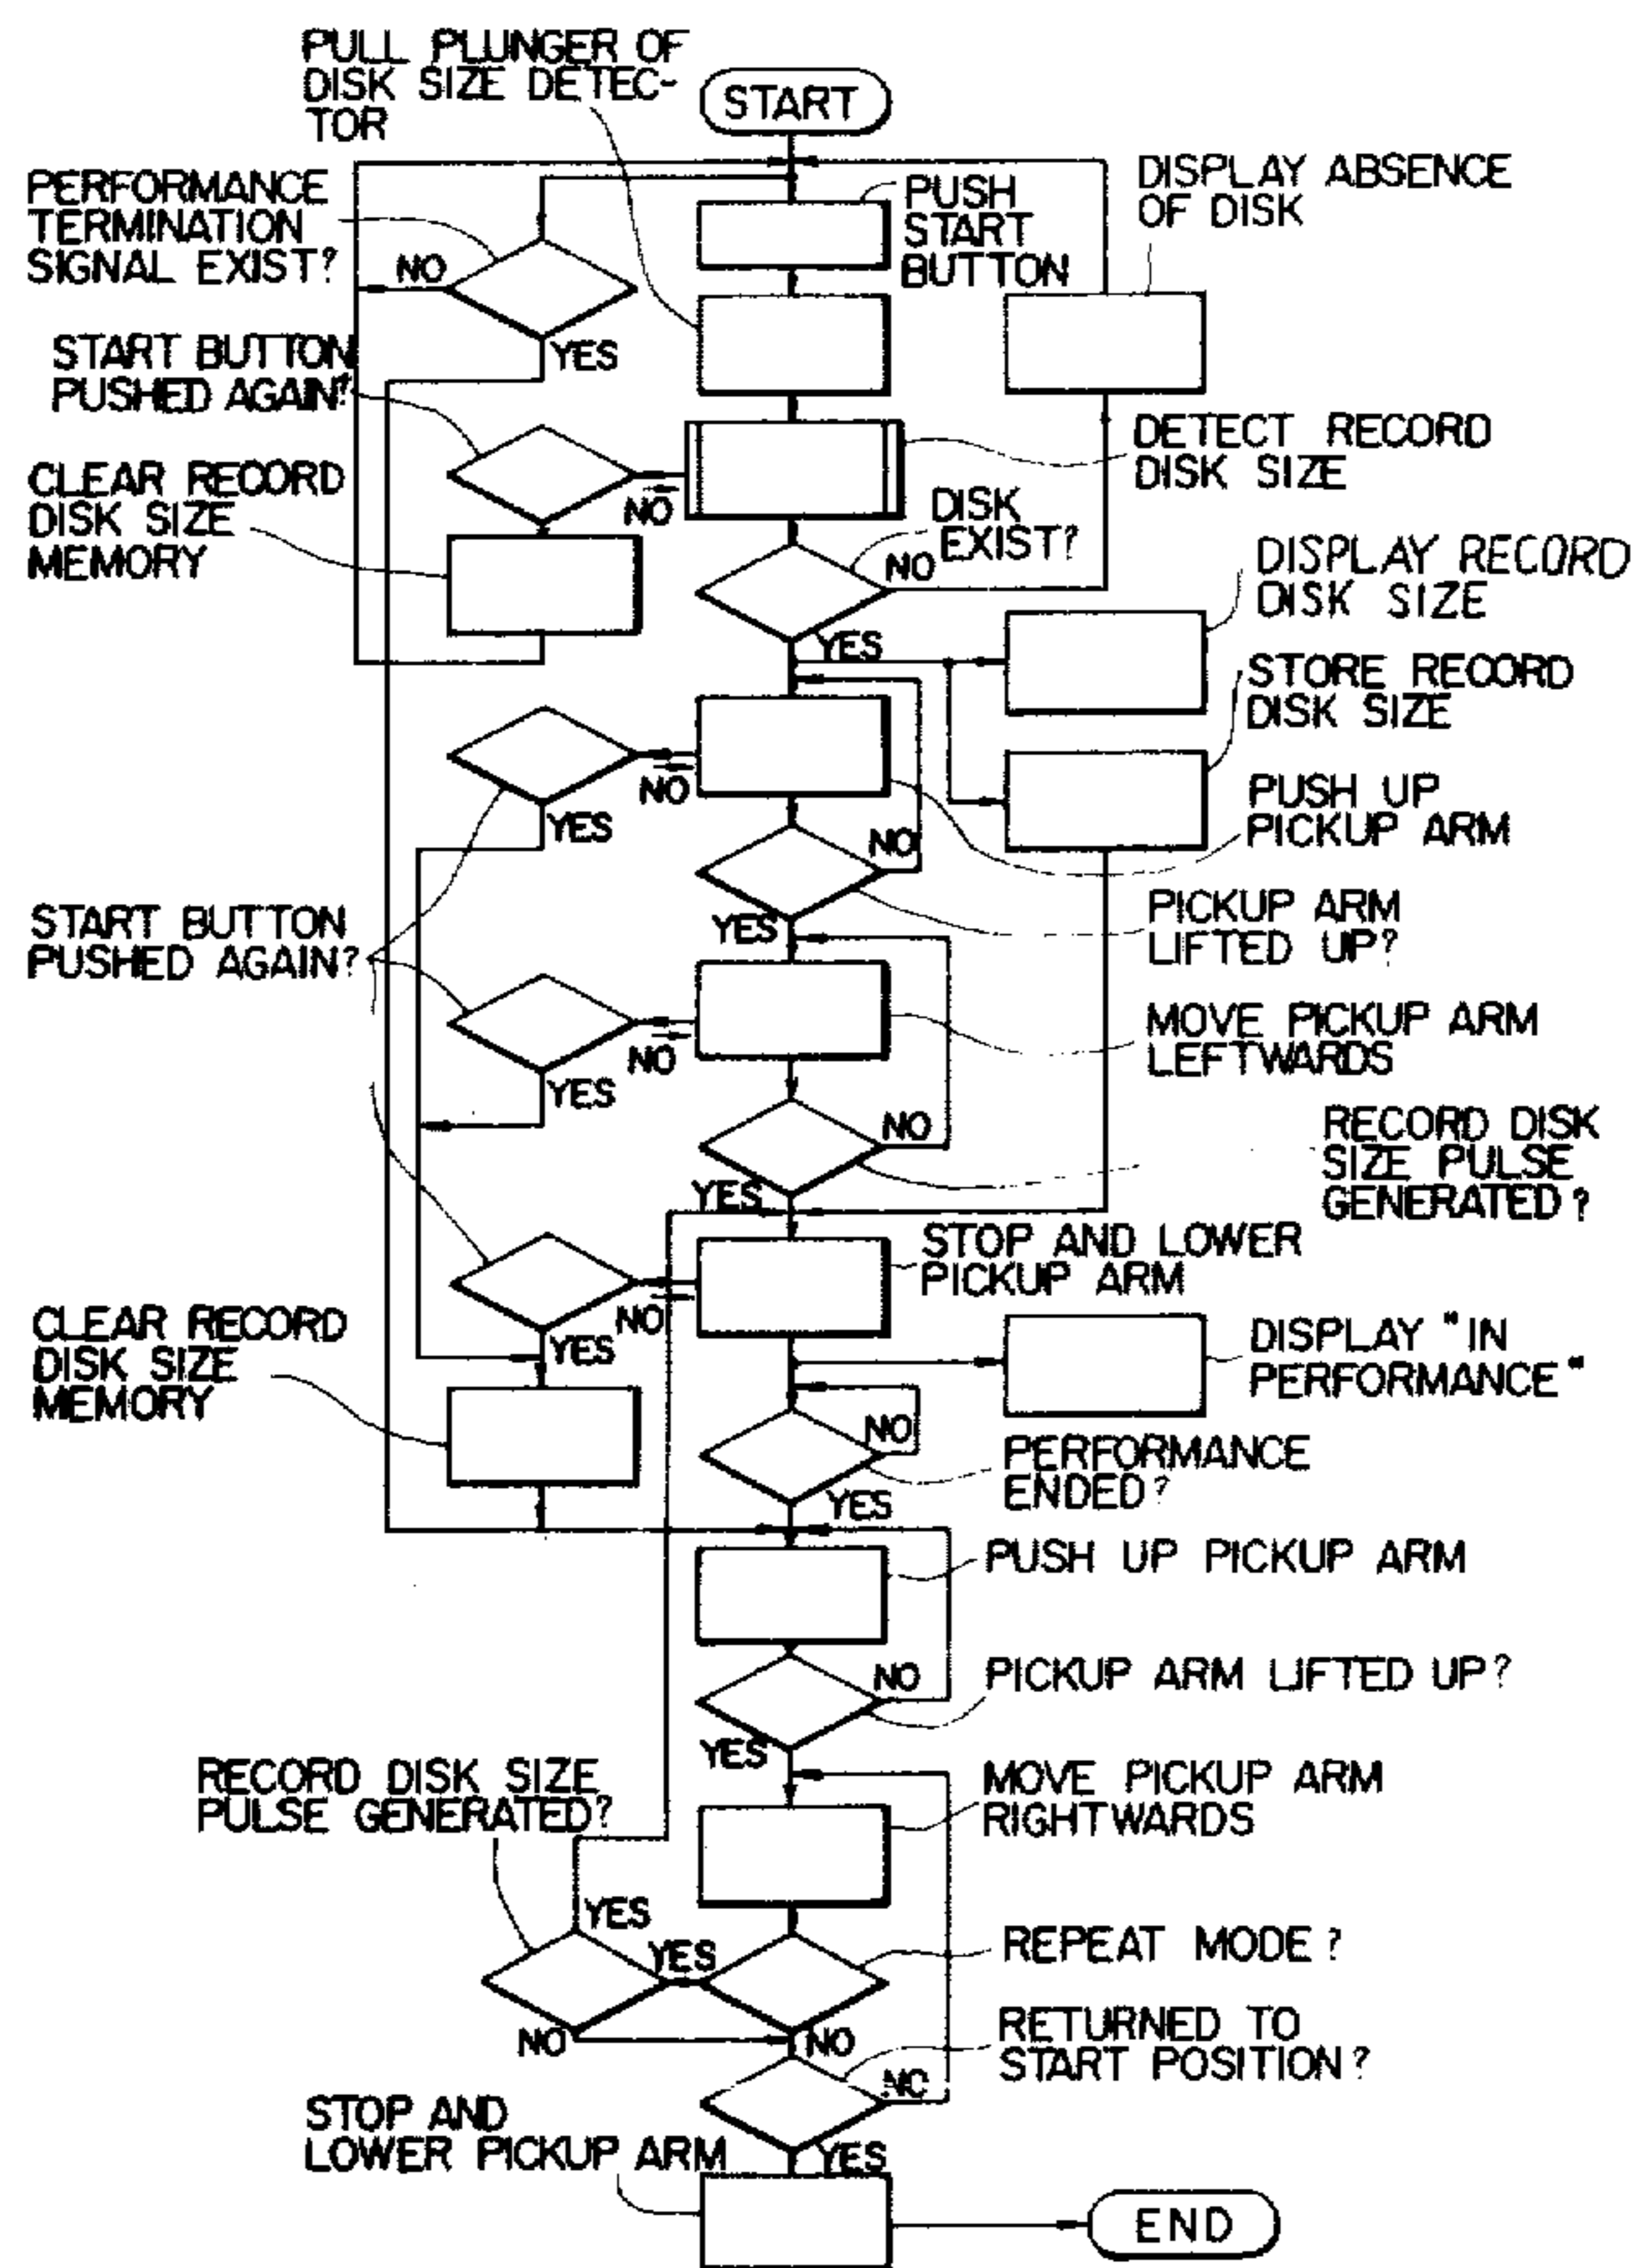 PULL PLUNGER OF
DISK SIZE DETEC-
TOR
START
PERFORMANCE
TERMINATION
SIGNAL EXIST?
NO
YES
PUSH
START
BUTTON
DISPLAY ABSENCE
OF DISK
START BUTTON
PUSHED AGAIN?
CLEAR RECORD
DISK SIZE
MEMORY
NO
DETECT RECORD
DISK SIZE
DISK
EXIST?
NO
YES
DISPLAY RECORD
DISK SIZE
STORE RECORD
DISK SIZE
NO
YES
PUSH UP
PICKUP ARM
NO
YES
PICKUP ARM
LIFTED UP?
START BUTTON
PUSHED AGAIN?
NO
YES
MOVE PICKUP ARM
LEFTWARDS
NO
YES
RECORD DISK
SIZE PULSE
GENERATED?
STOP AND LOWER
PICKUP ARM
NO
YES
CLEAR RECORD
DISK SIZE
MEMORY
DISPLAY "IN
PERFORMANCE"
NO
YES
PERFORMANCE
ENDED?
PUSH UP PICKUP ARM
NO
YES
PICKUP ARM LIFTED UP?
MOVE PICKUP ARM
RIGHTWARDS
RECORD DISK SIZE
PULSE GENERATED?
YES
YES
NO
NO
REPEAT MODE?
RETURNED TO
START POSITION?
NO
YES
STOP AND
LOWER PICKUP ARM
END